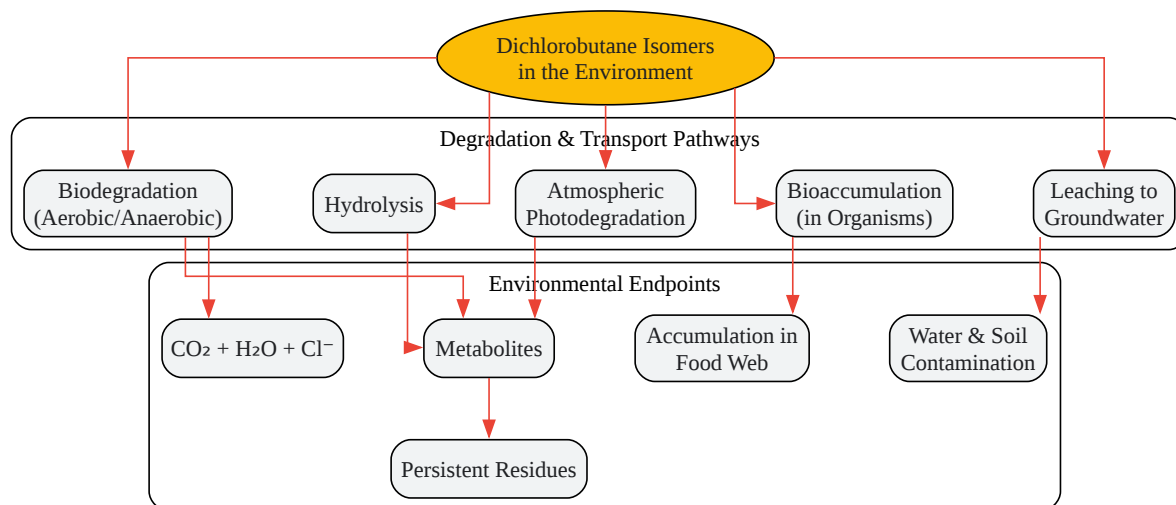 Dichlorobutane Isomers
in the Environment
Degradation & Transport Pathways
Biodegradation
(Aerobic/Anaerobic)
Hydrolysis
Atmospheric
Photodegradation
Bioaccumulation
(in Organisms)
Leaching to
Groundwater
Environmental Endpoints
CO₂ + H₂O + Cl⁻
Metabolites
Accumulation in
Food Web
Water & Soil
Contamination
Persistent Residues